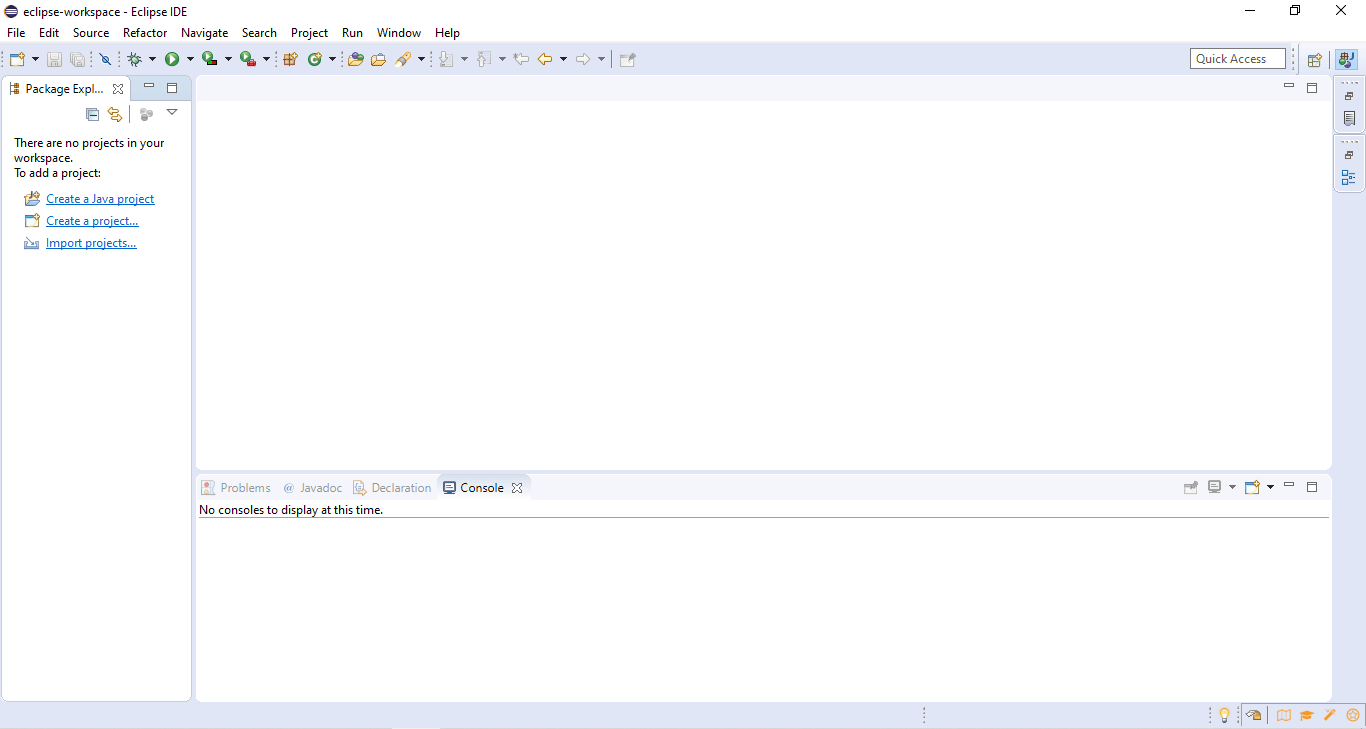 eclipse-workspace - Eclipse IDE
File Edit Source Refactor Navigate Search Project Run Window Help
Quick Access
Package Expl...
There are no projects in your
workspace.
To add a project:
Create a Java project
Create a project...
Import projects...
Problems @ Javadoc Declaration Console
No consoles to display at this time.